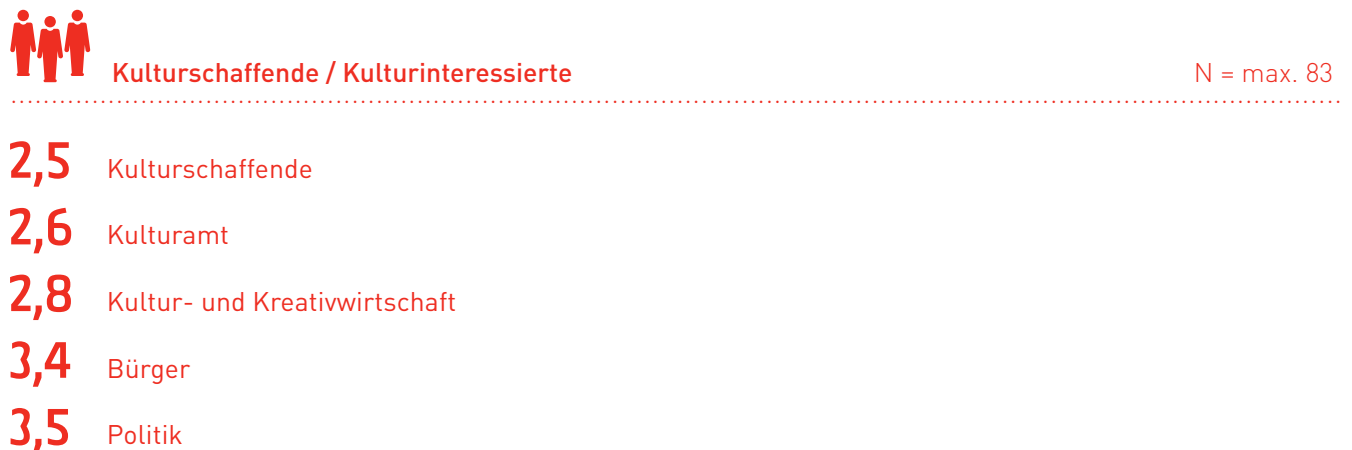 Kulturschaffende / Kulturinteressierte N = max. 83
2,5 Kulturschaffende
2,6 Kulturamt
2,8 Kultur- und Kreativwirtschaft
3,4 Bürger
3,5 Politik